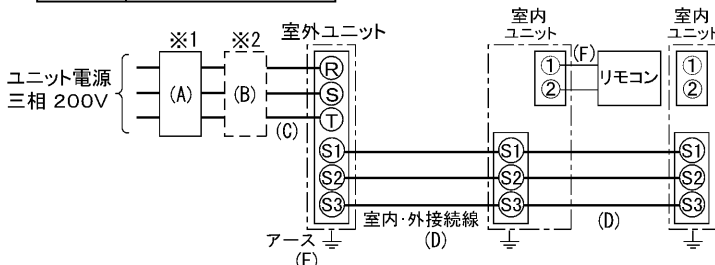 ※1
※2
室外ユニット
室内
ユニット
室内
ユニット
ユニット電源
三相 200V
(A)
(B)
(C)
R
S
T
①
②
(F)
リモコン
①
②
S1
S2
S3
S1
S2
S3
S1
S2
S3
室内・外接続線
(D)
(D)
アース
(E)